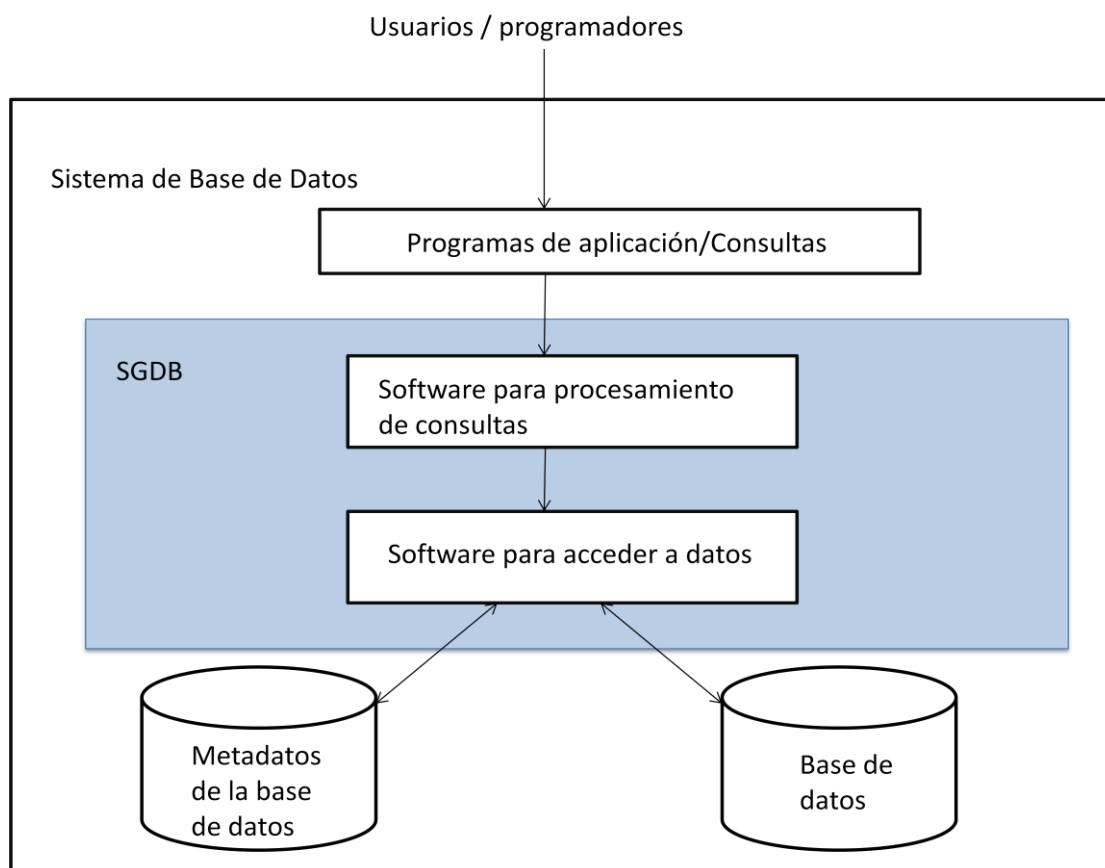 Usuarios / programadores
Sistema de Base de Datos
Programas de aplicación/Consultas
SGDB
Software para procesamiento
de consultas
Software para acceder a datos
Metadatos
de la base
de datos
Base de
datos